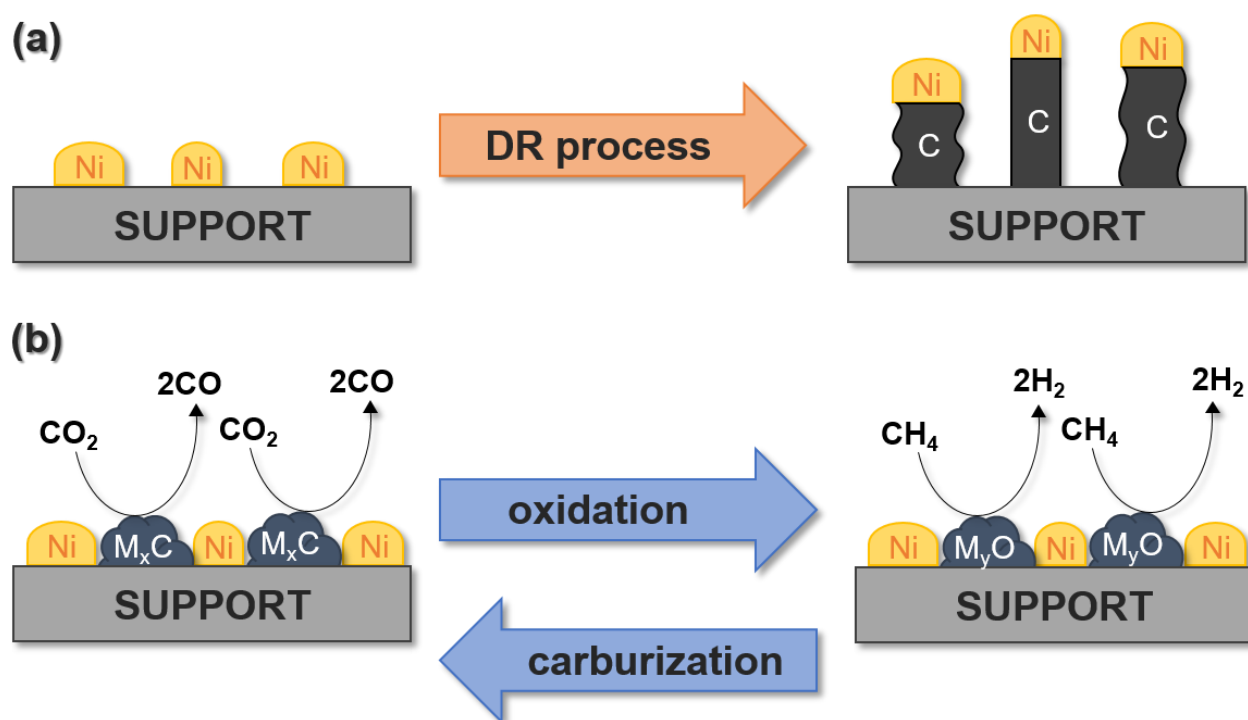 (a)
Ni Ni Ni
SUPPORT
DR process
Ni Ni Ni
C C C
SUPPORT
(b)
2CO 2CO
CO₂ CO₂
Ni MₓC Ni MₓC Ni
SUPPORT
oxidation
carburization
2H₂ 2H₂
CH₄ CH₄
Ni MyO Ni MyO Ni
SUPPORT